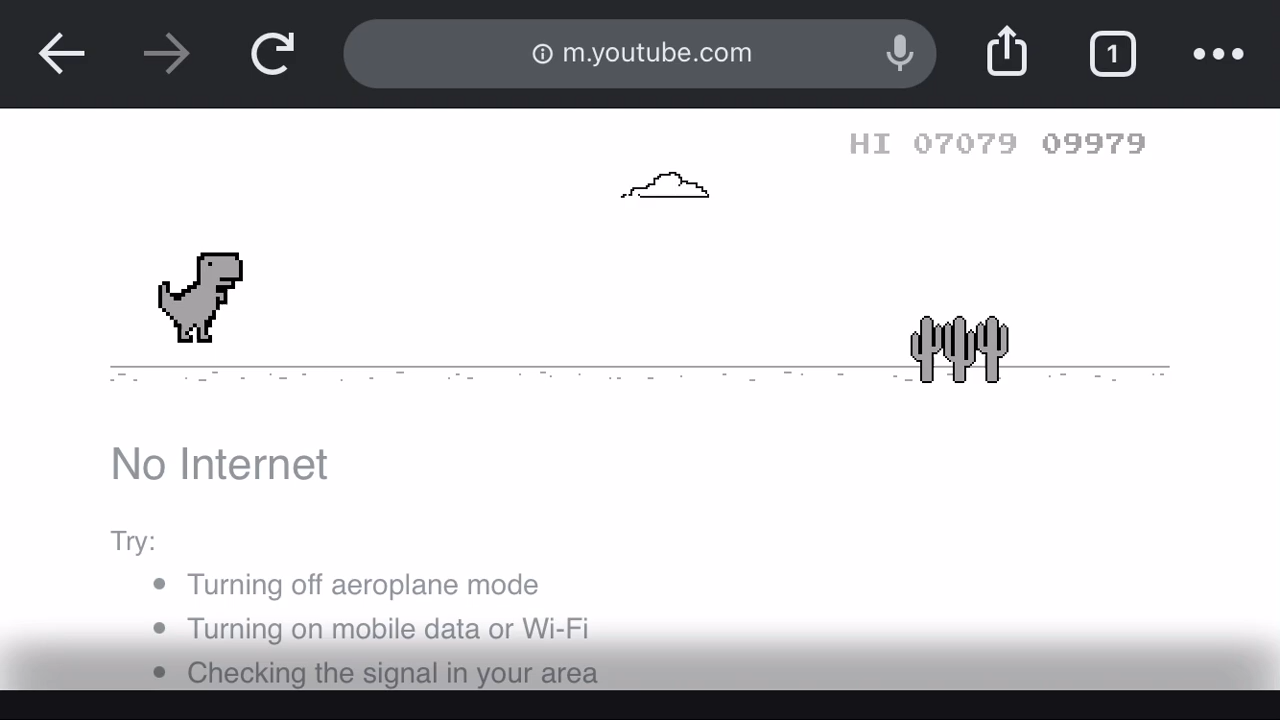 m.youtube.com
1
HI 07079 09979
No Internet
Try:
Turning off aeroplane mode
Turning on mobile data or Wi-Fi
Checking the signal in your area